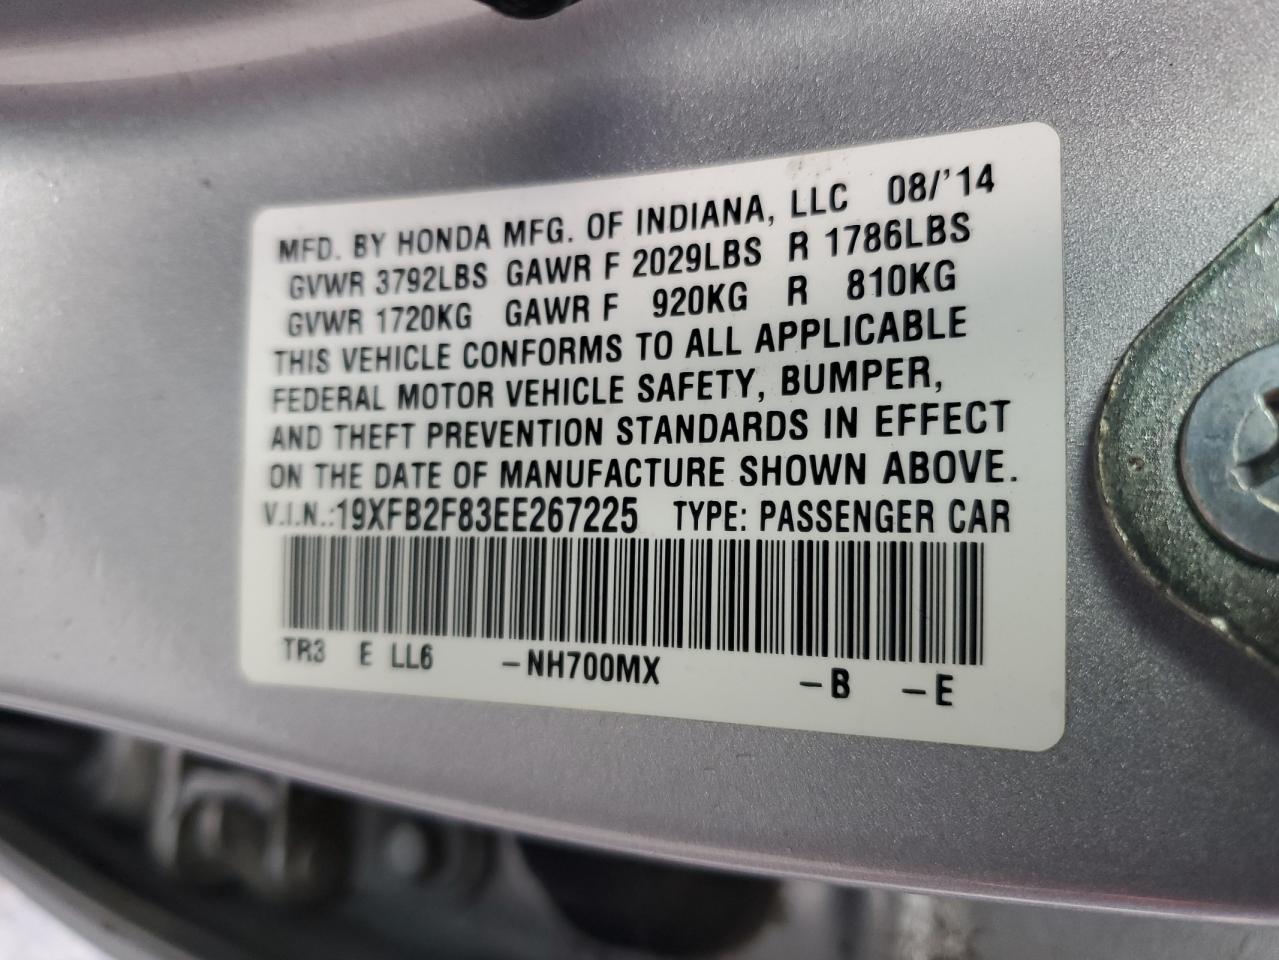 MFD. BY HONDA MFG. OF INDIANA, LLC 08/'14
GVWR 3792LBS GAWR F 2029LBS R 1786LBS
GVWR 1720KG GAWR F 920KG R 810KG
THIS VEHICLE CONFORMS TO ALL APPLICABLE
FEDERAL MOTOR VEHICLE SAFETY, BUMPER,
AND THEFT PREVENTION STANDARDS IN EFFECT
ON THE DATE OF MANUFACTURE SHOWN ABOVE.
V.I.N.:19XFB2F83EE267225 TYPE: PASSENGER CAR
TR3 E LL6 -NH700MX -B -E